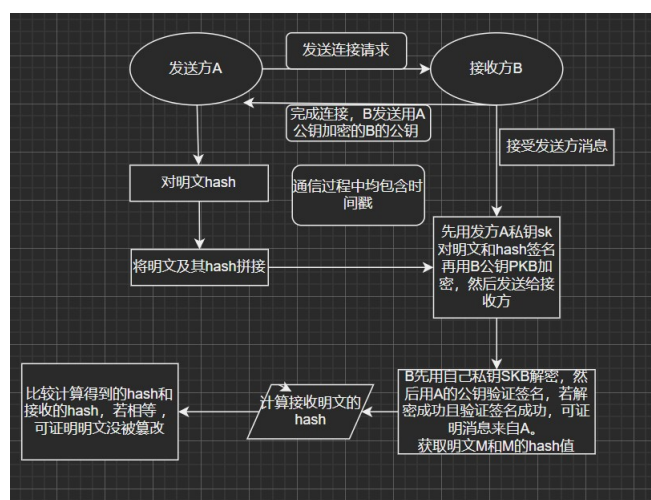 发送方A
发送连接请求
接收方B
完成连接，B发送用A
公钥加密的B的公钥
接受发送方消息
对明文hash
通信过程中均包含时
间戳
将明文及其hash拼接
先用发方A私钥sk
对明文和hash签名
再用B公钥PKB加
密，然后发送给接
收方
B先用自己私钥SKB解密，然
后用A的公钥验证签名，若解
密成功且验证签名成功，可证
明消息来自A。
获取明文M和M的hash值
计算接收明文的
hash
比较计算得到的hash和
接收的hash，若相等，
可证明明文没被篡改